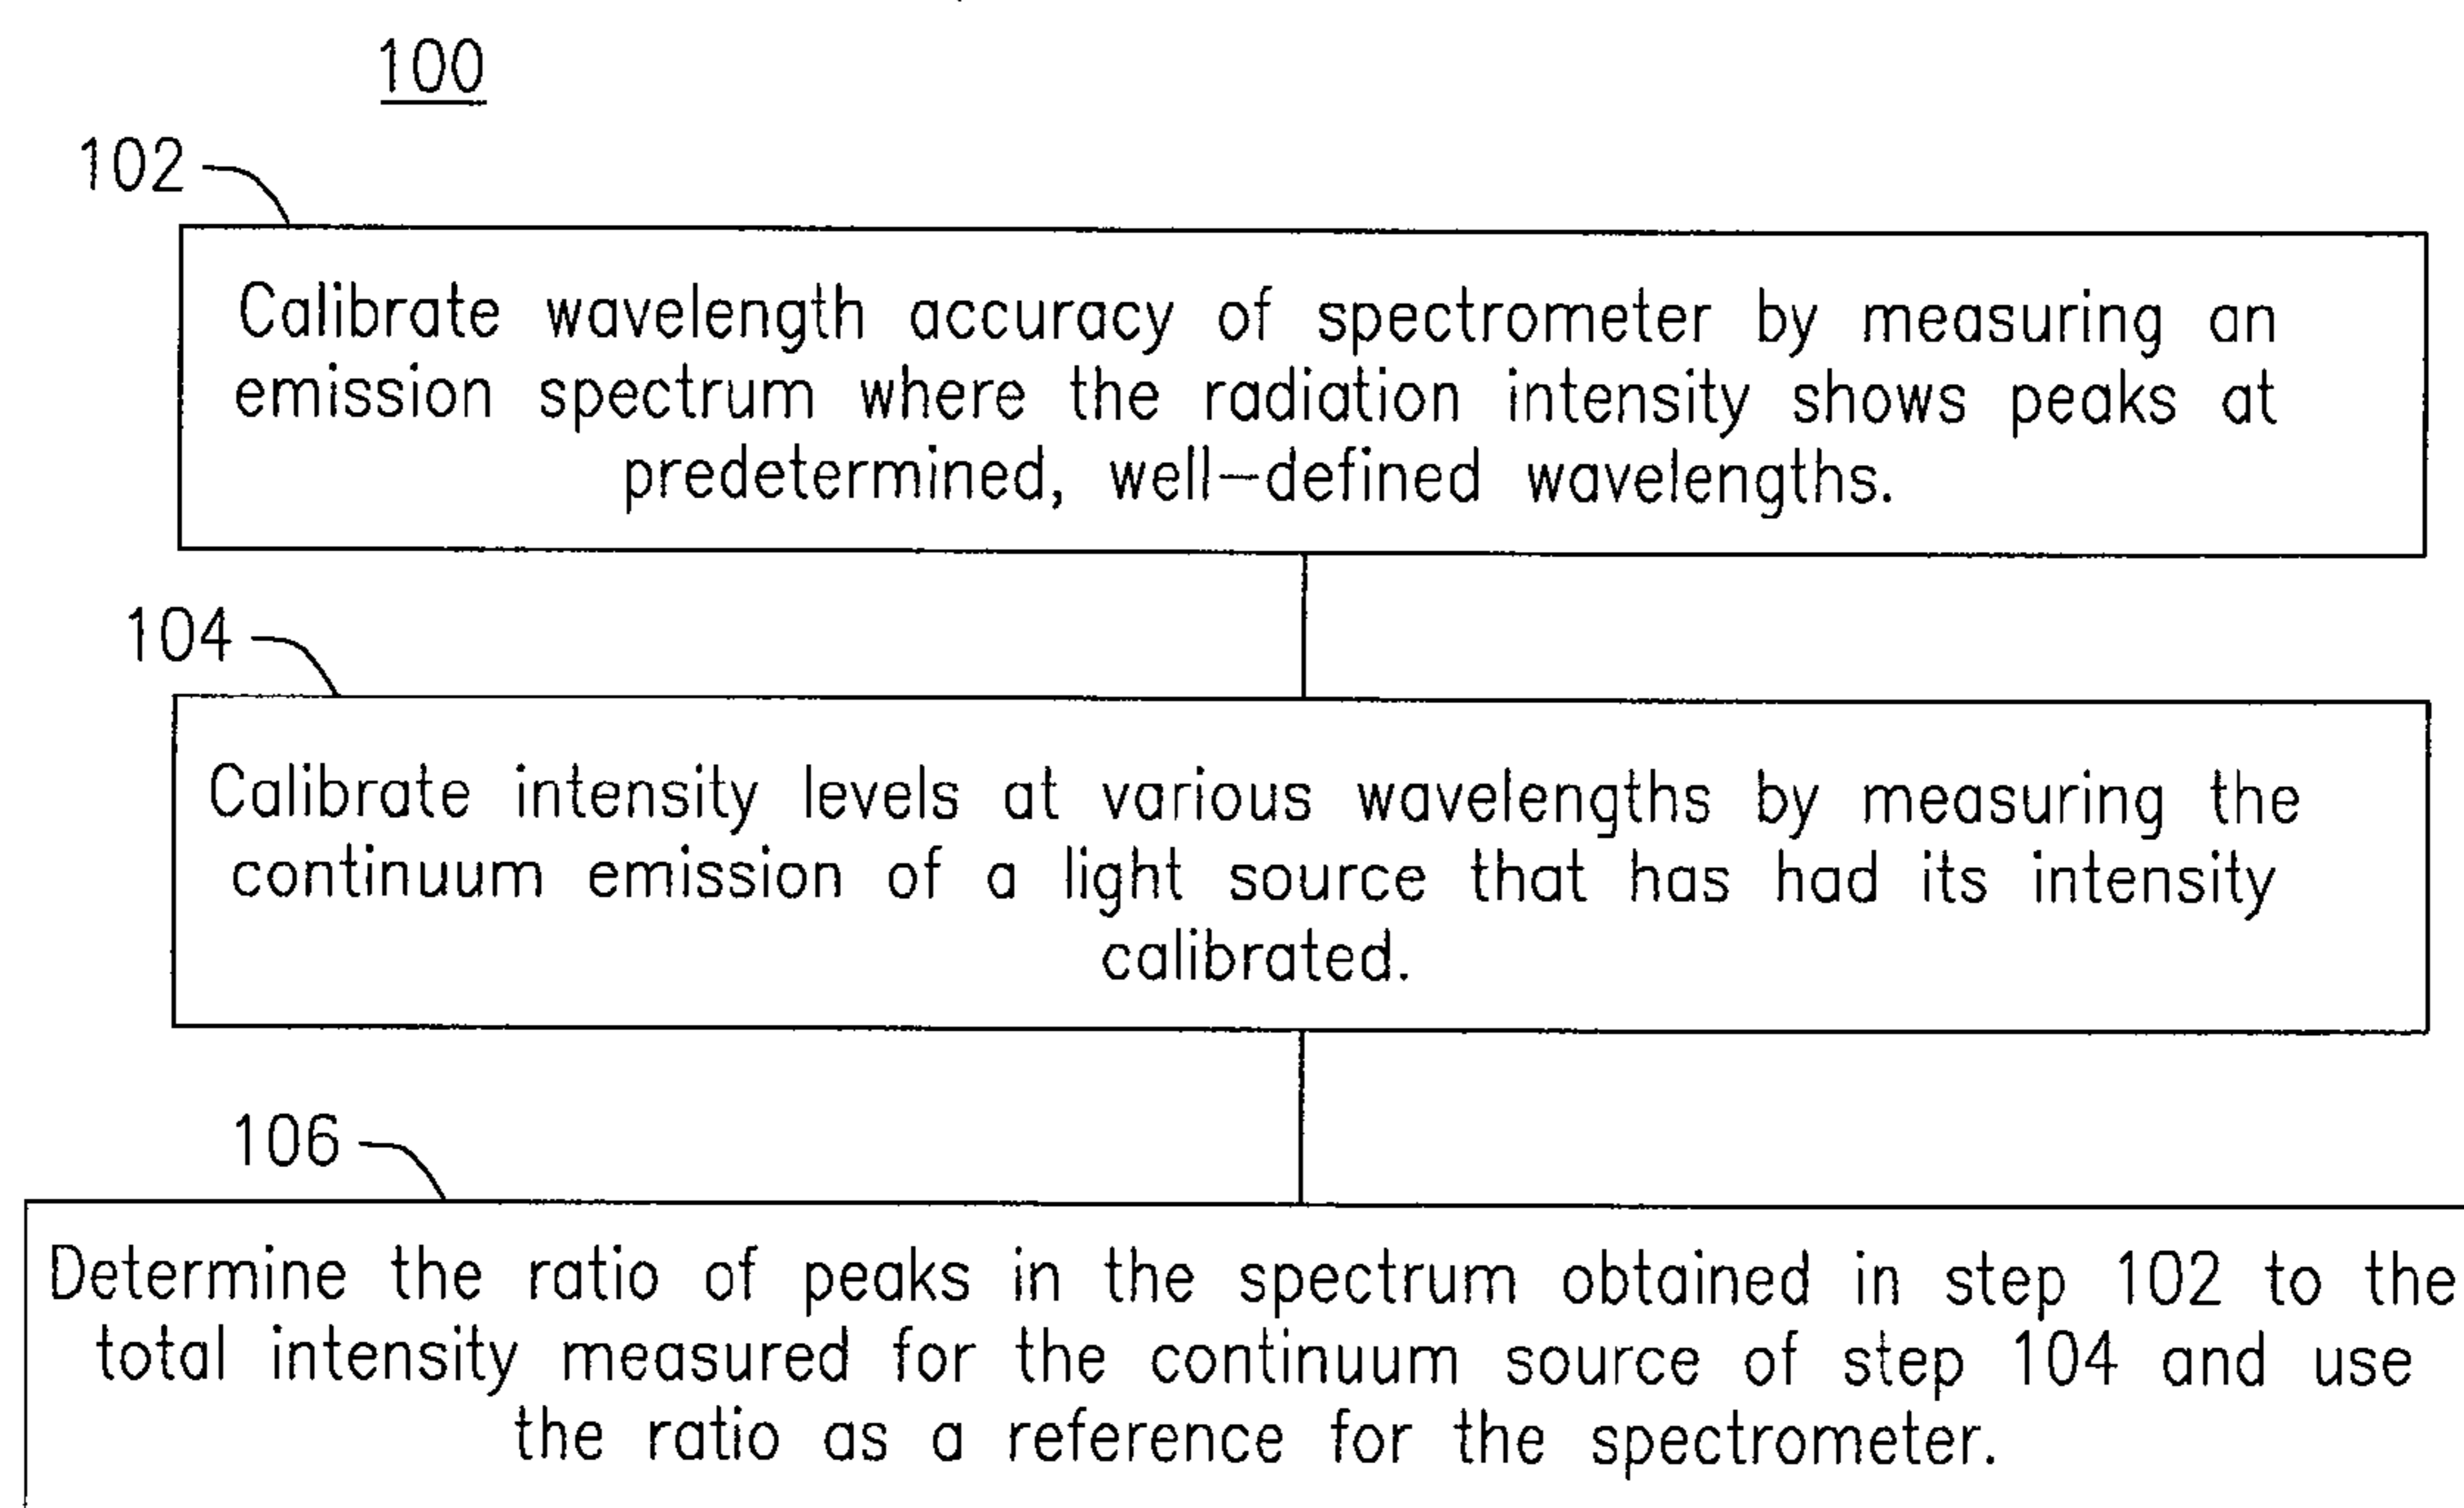 100
102
Calibrate wavelength accuracy of spectrometer by measuring an
emission spectrum where the radiation intensity shows peaks at
predetermined, well–defined wavelengths.
104
Calibrate intensity levels at various wavelengths by measuring the
continuum emission of a light source that has had its intensity
calibrated.
106
Determine the ratio of peaks in the spectrum obtained in step 102 to the
total intensity measured for the continuum source of step 104 and use
the ratio as a reference for the spectrometer.